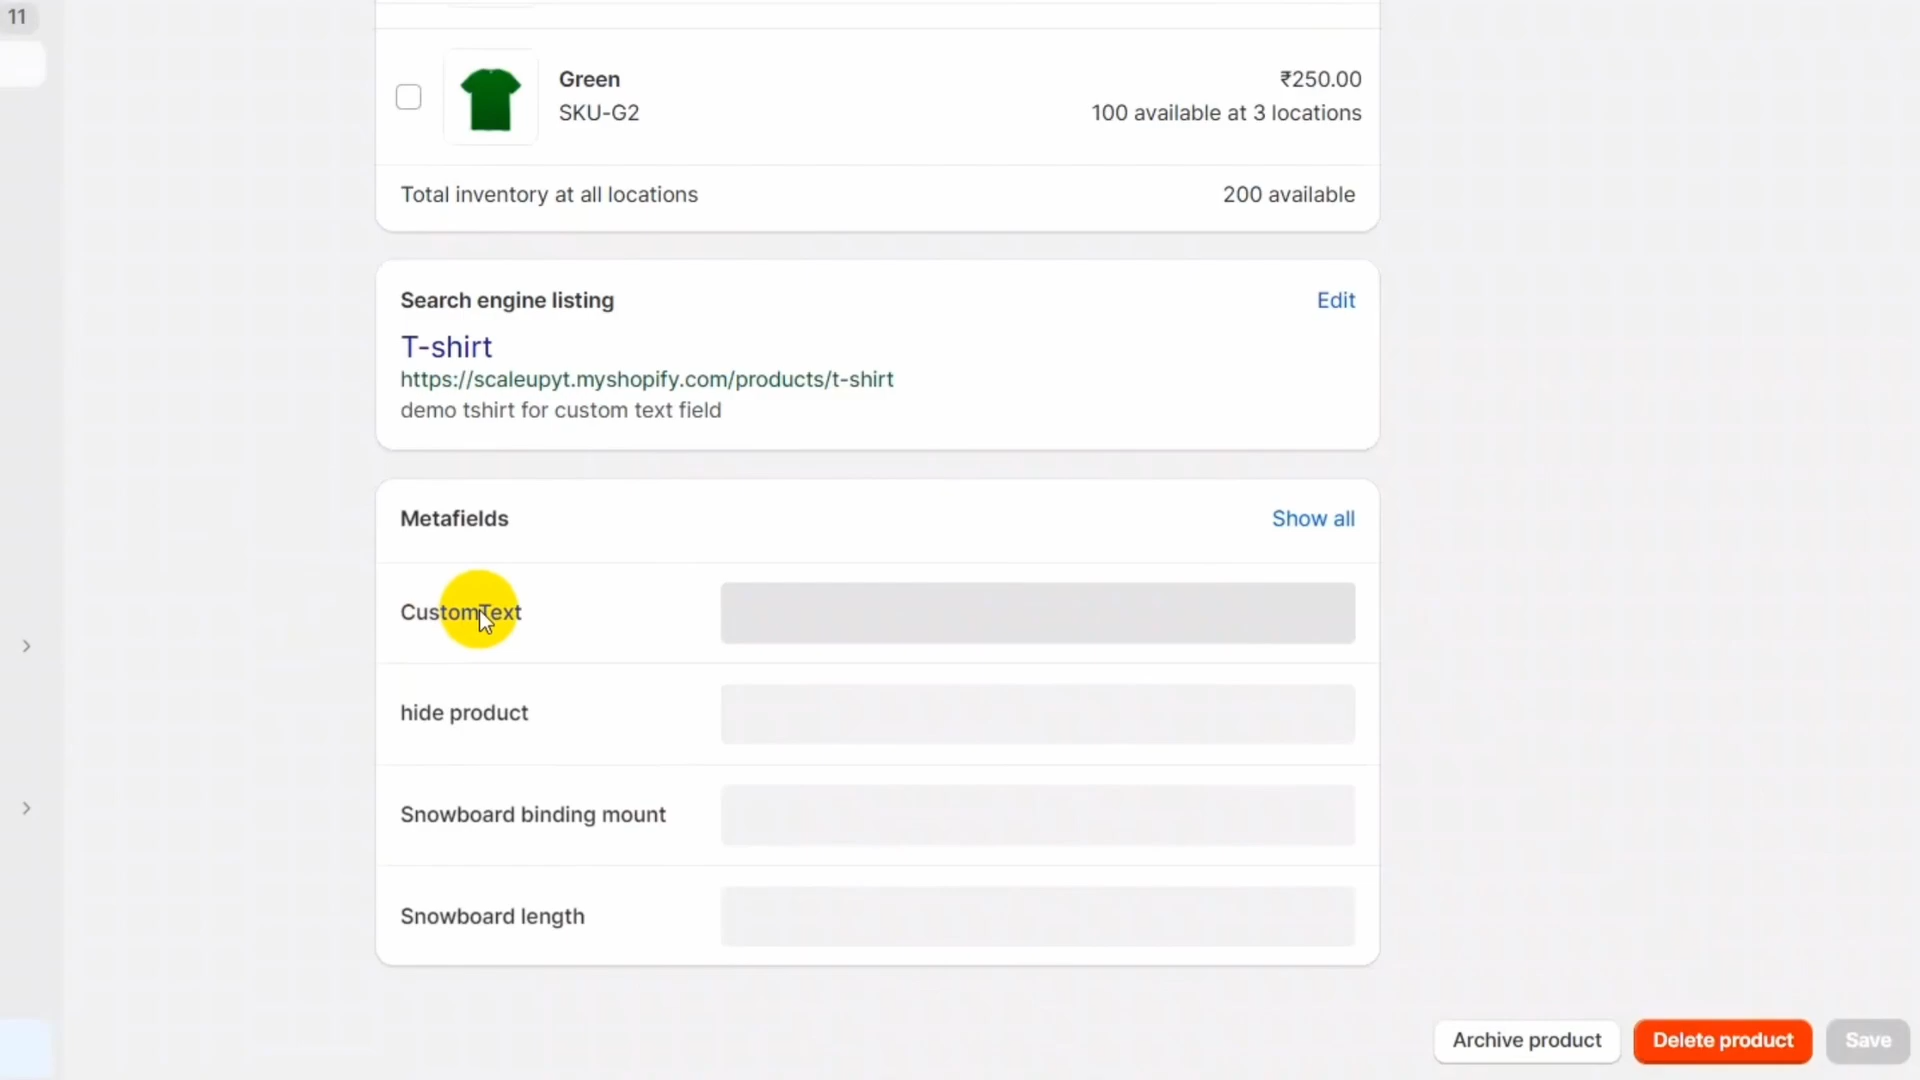 11
Green
₹250.00
SKU-G2
100 available at 3 locations
Total inventory at all locations
200 available
Search engine listing
Edit
T-shirt
https://scaleupyt.myshopify.com/products/t-shirt
demo tshirt for custom text field
Metafields
Show all
CustomText
hide product
Snowboard binding mount
Snowboard length
Archive product
Delete product
Save